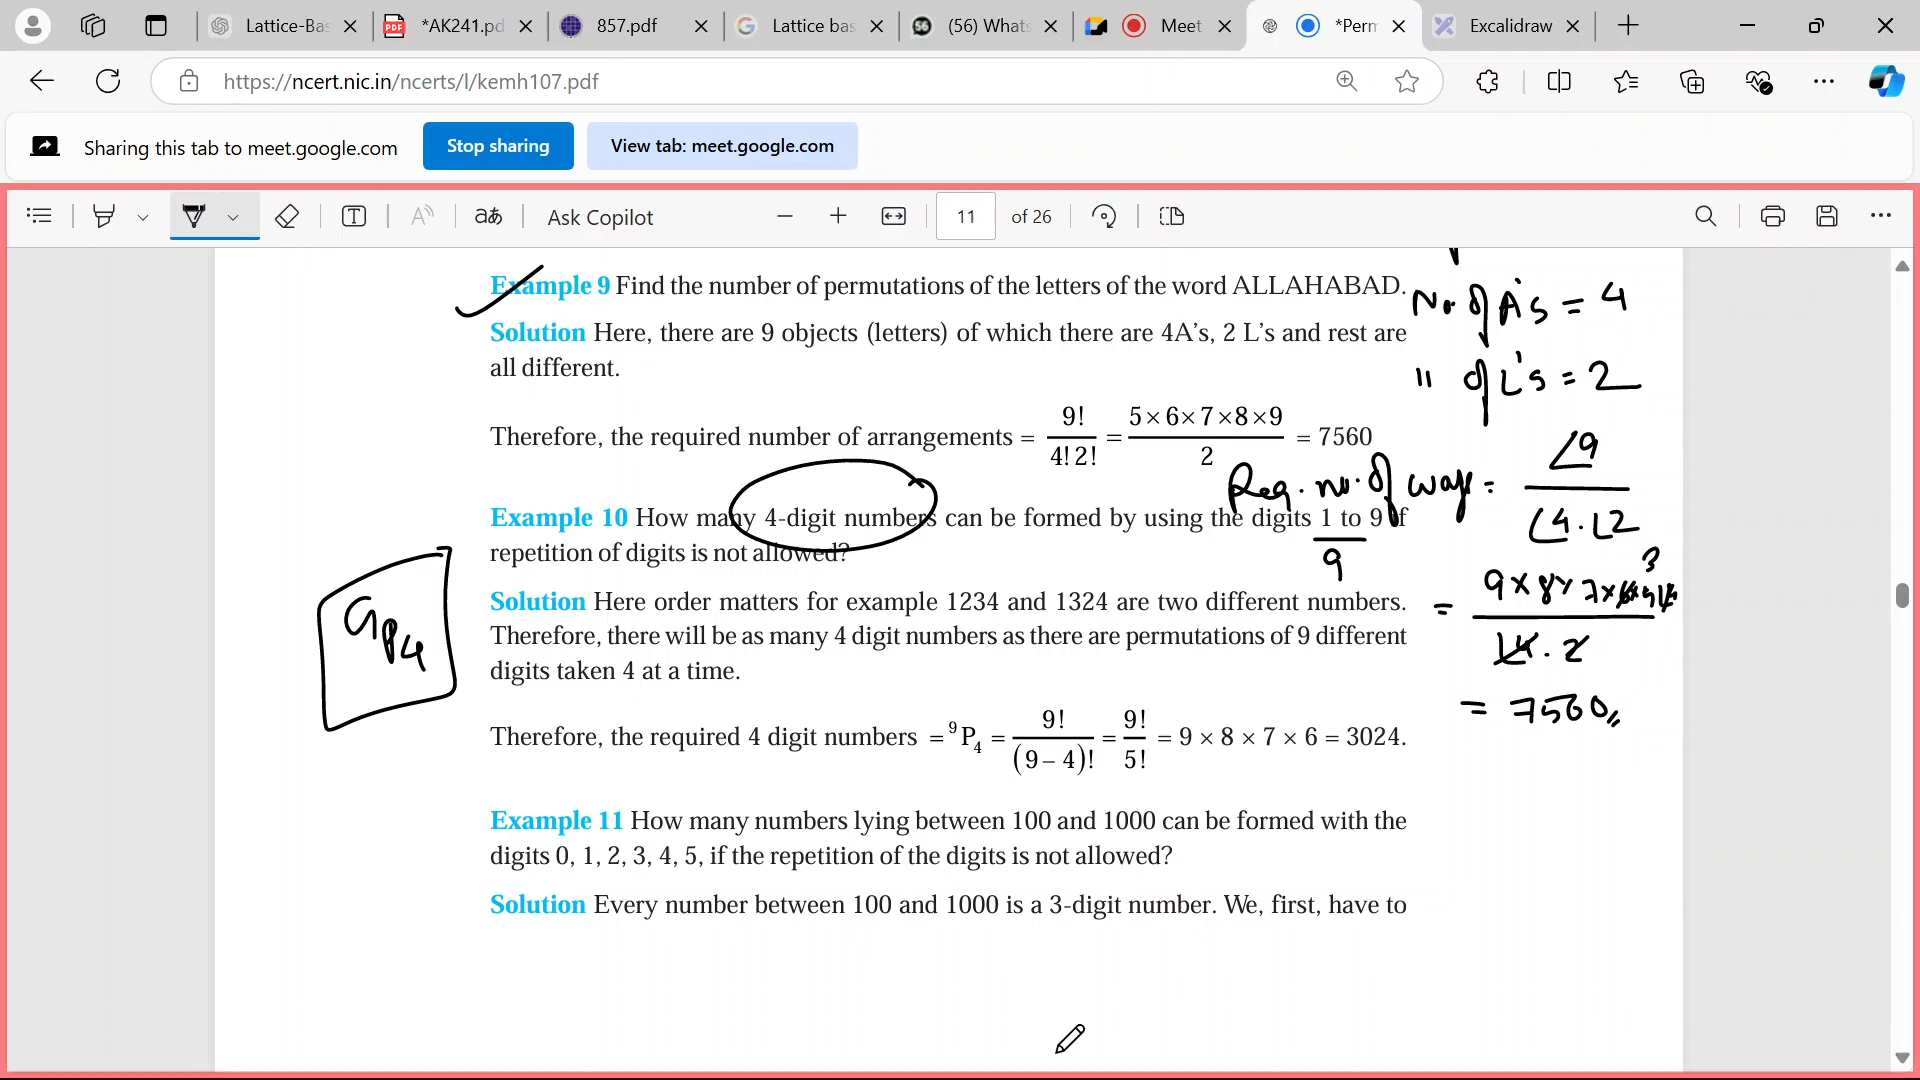 Lattice-Bas
*AK241.pd
857.pdf
Lattice bas
(56) Whats
Meet
*Perm
Excalidraw
https://ncert.nic.in/ncerts/l/kemh107.pdf
Sharing this tab to meet.google.com
Stop sharing
View tab: meet.google.com
Ask Copilot
11 of 26
Example 9 Find the number of permutations of the letters of the word ALLAHABAD.
No. of A's = 4
Solution Here, there are 9 objects (letters) of which there are 4A's, 2 L's and rest are
all different.
" of L's = 2
Therefore, the required number of arrangements = 9!/4!2! = 5×6×7×8×9/2 = 7560
Req. no. of ways = ∠9/∠4.∠2
Example 10 How many 4-digit numbers can be formed by using the digits 1 to 9 if
repetition of digits is not allowed?
9
9P4
Solution Here order matters for example 1234 and 1324 are two different numbers.
Therefore, there will be as many 4 digit numbers as there are permutations of 9 different
digits taken 4 at a time.
= 7560
Therefore, the required 4 digit numbers = ⁹P₄ = 9!/(9–4)! = 9!/5! = 9 × 8 × 7 × 6 = 3024.
Example 11 How many numbers lying between 100 and 1000 can be formed with the
digits 0, 1, 2, 3, 4, 5, if the repetition of the digits is not allowed?
Solution Every number between 100 and 1000 is a 3-digit number. We, first, have to